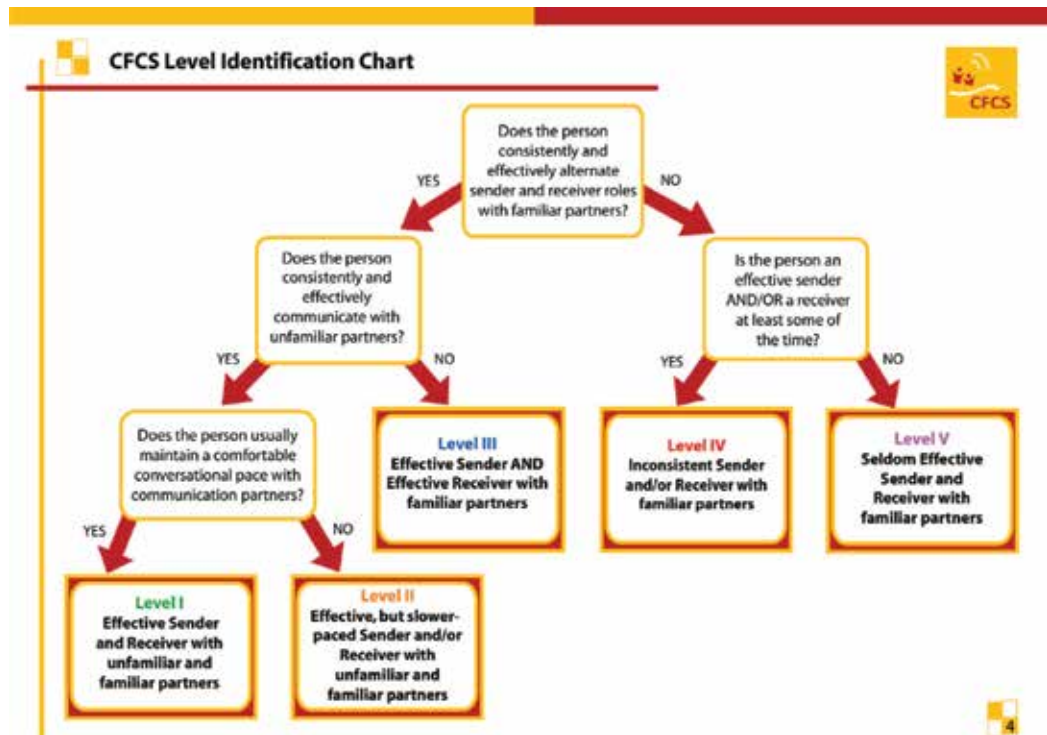 CFCS Level Identification Chart
CFCS
Does the person
consistently and
effectively alternate
sender and receiver roles
with familiar partners?
YES
NO
Does the person
consistently and
effectively
communicate with
unfamiliar partners?
Is the person an
effective sender
AND/OR a receiver
at least some of
the time?
YES
NO
YES
NO
Does the person usually
maintain a comfortable
conversational pace with
communication partners?
Level III
Effective Sender AND
Effective Receiver with
familiar partners
Level IV
Inconsistent Sender
and/or Receiver with
familiar partners
Level V
Seldom Effective
Sender and
Receiver with
familiar partners
YES
NO
Level I
Effective Sender
and Receiver with
unfamiliar and
familiar partners
Level II
Effective, but slower-
paced Sender and/or
Receiver with
unfamiliar and
familiar partners
4